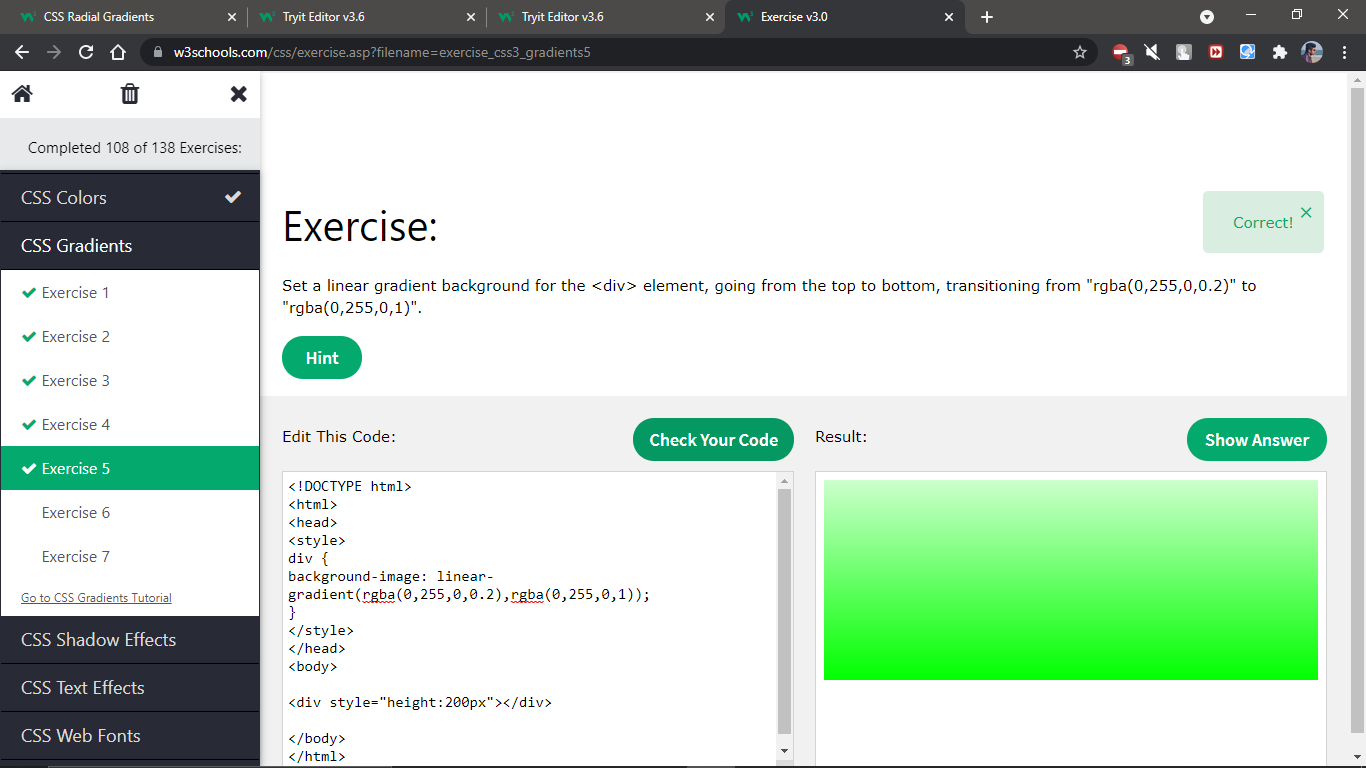 CSS Radial Gradients
Tryit Editor v3.6
Tryit Editor v3.6
Exercise v3.0
w3schools.com/css/exercise.asp?filename=exercise_css3_gradients5
3
Completed 108 of 138 Exercises:
CSS Colors
CSS Gradients
Exercise 1
Exercise 2
Exercise 3
Exercise 4
Exercise 5
Exercise 6
Exercise 7
Go to CSS Gradients Tutorial
CSS Shadow Effects
CSS Text Effects
CSS Web Fonts
Exercise:
Correct!
Set a linear gradient background for the <div> element, going from the top to bottom, transitioning from "rgba(0,255,0,0.2)" to
"rgba(0,255,0,1)".
Hint
Edit This Code:
Check Your Code
<!DOCTYPE html>
<html>
<head>
<style>
div {
background-image: linear-
gradient(rgba(0,255,0,0.2),rgba(0,255,0,1));
}
</style>
</head>
<body>
<div style="height:200px"></div>
</body>
</html>
Result:
Show Answer